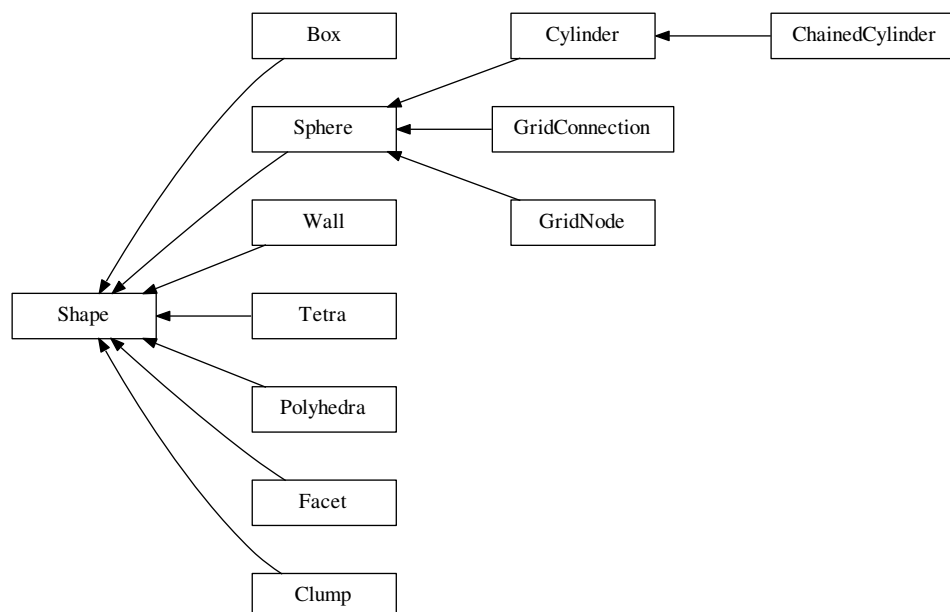 Box
Cylinder
ChainedCylinder
Sphere
GridConnection
Wall
GridNode
Shape
Tetra
Polyhedra
Facet
Clump